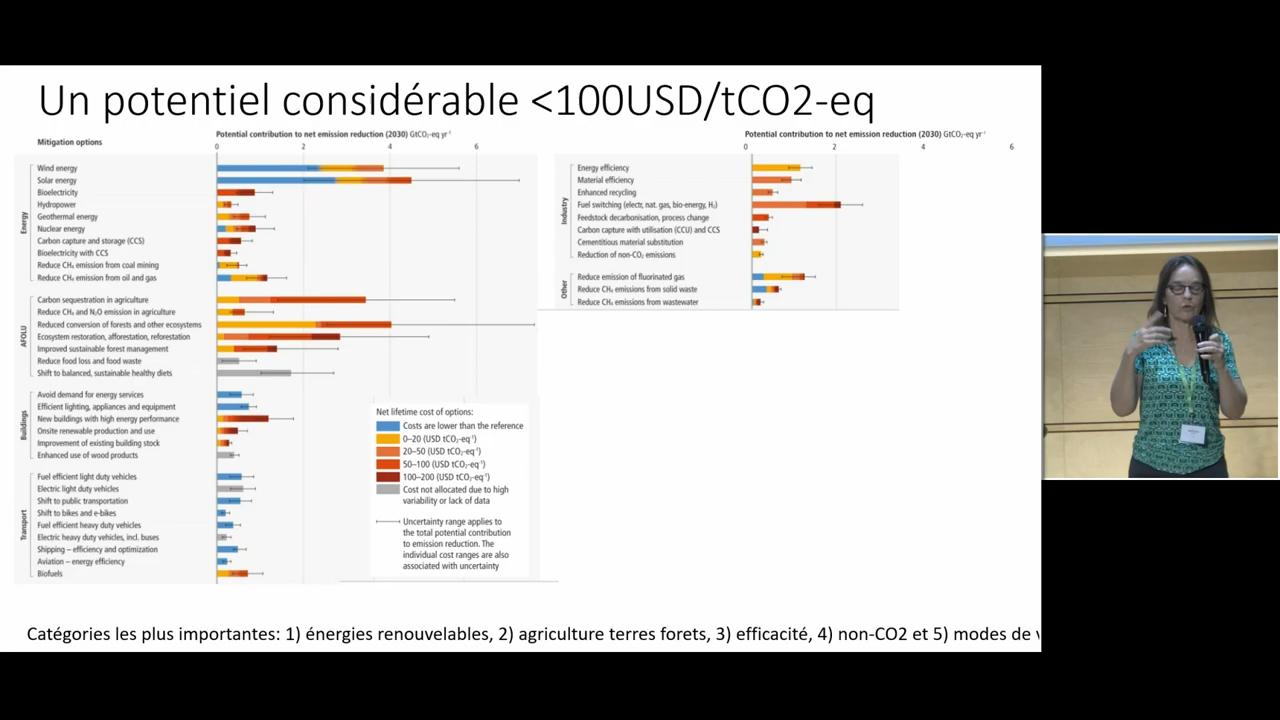 Un potentiel considérable <100USD/tCO2-eq
Mitigation options
Potential contribution to net emission reduction (2030) GtCO₂-eq yr⁻¹
0 2 4 6
Energy
Wind energy
Solar energy
Bioelectricity
Hydropower
Geothermal energy
Nuclear energy
Carbon capture and storage (CCS)
Bioelectricity with CCS
Reduce CH₄ emission from coal mining
Reduce CH₄ emission from oil and gas
AFOLU
Carbon sequestration in agriculture
Reduce CH₄ and N₂O emission in agriculture
Reduced conversion of forests and other ecosystems
Ecosystem restoration, afforestation, reforestation
Improved sustainable forest management
Reduce food loss and food waste
Shift to balanced, sustainable healthy diets
Buildings
Avoid demand for energy services
Efficient lighting, appliances and equipment
New buildings with high energy performance
Onsite renewable production and use
Improvement of existing building stock
Enhanced use of wood products
Transport
Fuel efficient light duty vehicles
Electric light duty vehicles
Shift to public transportation
Shift to bikes and e-bikes
Fuel efficient heavy duty vehicles
Electric heavy duty vehicles, incl. buses
Shipping – efficiency and optimization
Aviation – energy efficiency
Biofuels
Potential contribution to net emission reduction (2030) GtCO₂-eq yr⁻¹
0 2 4 6
Industry
Energy efficiency
Material efficiency
Enhanced recycling
Fuel switching (electr, nat. gas, bio-energy, H₂)
Feedstock decarbonisation, process change
Carbon capture with utilisation (CCU) and CCS
Cementitious material substitution
Reduction of non-CO₂ emissions
Other
Reduce emission of fluorinated gas
Reduce CH₄ emissions from solid waste
Reduce CH₄ emissions from wastewater
Net lifetime cost of options:
Costs are lower than the reference
0–20 (USD tCO₂-eq⁻¹)
20–50 (USD tCO₂-eq⁻¹)
50–100 (USD tCO₂-eq⁻¹)
100–200 (USD tCO₂-eq⁻¹)
Cost not allocated due to high
variability or lack of data
Uncertainty range applies to
the total potential contribution
to emission reduction. The
individual cost ranges are also
associated with uncertainty
Catégories les plus importantes: 1) énergies renouvelables, 2) agriculture terres forets, 3) efficacité, 4) non-CO2 et 5) modes de